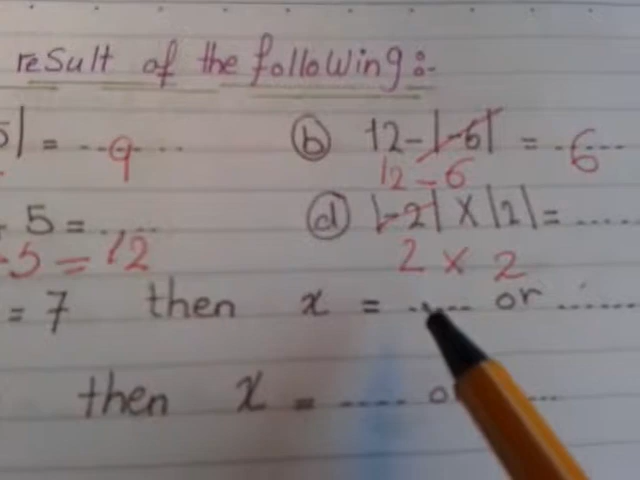 result of the following:-
5| = ...9... (b) 12-|-6| = ..6...
12 - 6
- 5 = ...... (d) |-2| X |2| = .....
-5 = 12 2 x 2
= 7 then x = ..... or ......
then x = ..... or ...